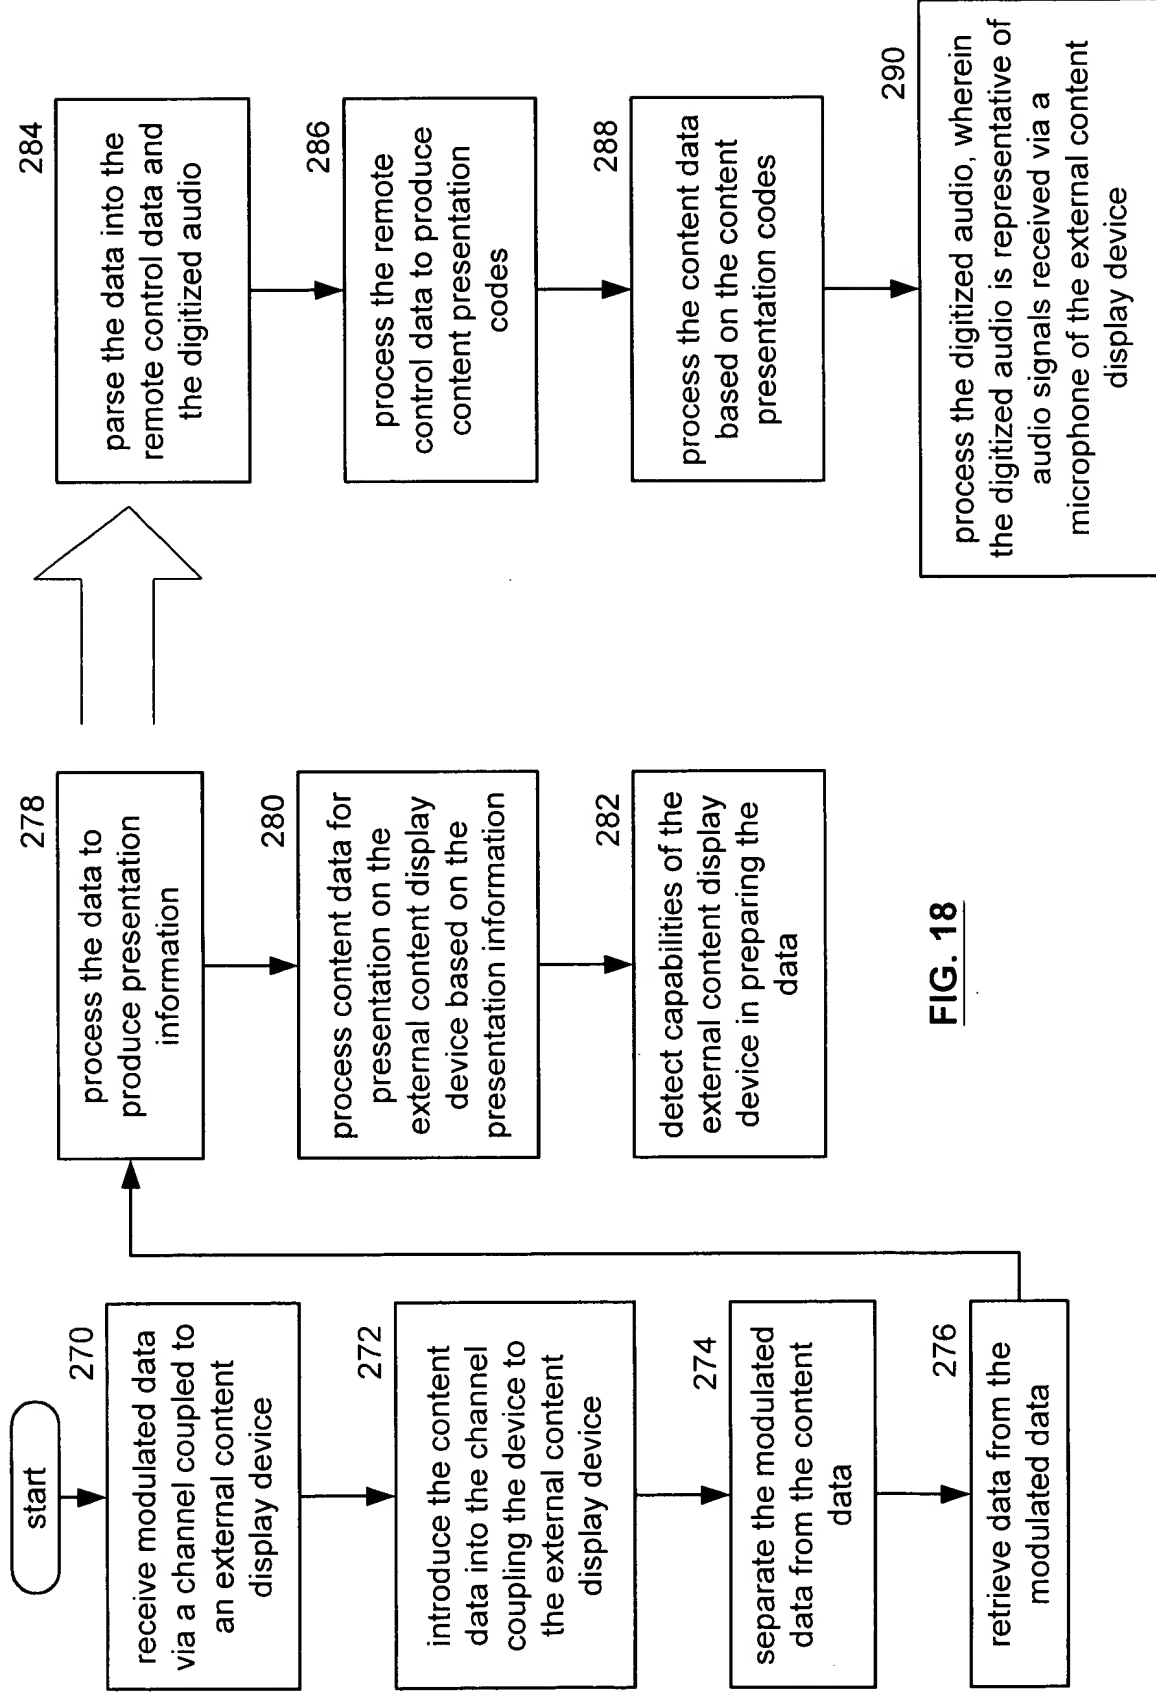 start
270
receive modulated data
via a channel coupled to
an external content
display device
272
introduce the content
data into the channel
coupling the device to
the external content
display device
274
separate the modulated
data from the content
data
276
retrieve data from the
modulated data
278
process the data to
produce presentation
information
280
process content data for
presentation on the
external content display
device based on the
presentation information
282
detect capabilities of the
external content display
device in preparing the
data
284
parse the data into the
remote control data and
the digitized audio
286
process the remote
control data to produce
content presentation
codes
288
process the content data
based on the content
presentation codes
290
process the digitized audio, wherein
the digitized audio is representative of
audio signals received via a
microphone of the external content
display device
FIG. 18